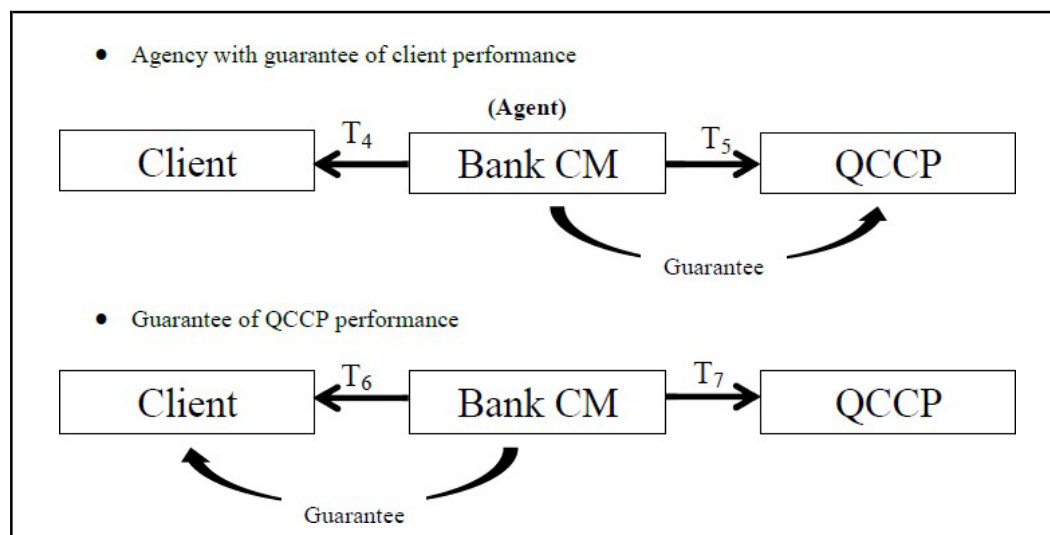 • Agency with guarantee of client performance
(Agent)
Client T4 Bank CM T5 QCCP
Guarantee
• Guarantee of QCCP performance
Client T6 Bank CM T7 QCCP
Guarantee